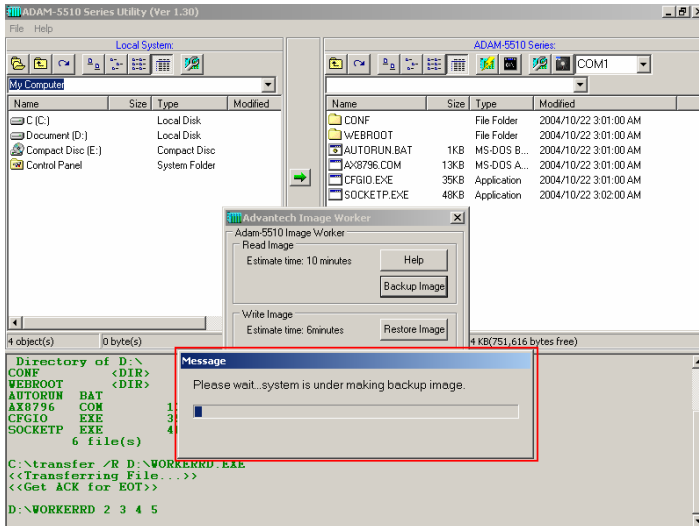 ADAM-5510 Series Utility (Ver 1.30)
File Help
Local System:
My Computer
Name Size Type Modified
C (C:) Local Disk
Document (D:) Local Disk
Compact Disc (E:) Compact Disc
Control Panel System Folder
4 object(s) 0 byte(s)
ADAM-5510 Series:
COM1
Name Size Type Modified
CONF File Folder 2004/10/22 3:01:00 AM
WEBROOT File Folder 2004/10/22 3:01:00 AM
AUTORUN.BAT 1KB MS-DOS B... 2004/10/22 3:01:00 AM
AX8796.COM 13KB MS-DOS A... 2004/10/22 3:01:00 AM
CFGIO.EXE 35KB Application 2004/10/22 3:01:00 AM
SOCKETP.EXE 48KB Application 2004/10/22 3:02:00 AM
4 KB(751,616 bytes free)
Advantech Image Worker
Adam-5510 Image Worker
Read Image
Estimate time: 10 minutes Help
Backup Image
Write Image
Estimate time: 6minutes Restore Image
Message
Please wait...system is under making backup image.
Directory of D:\
CONF <DIR>
WEBROOT <DIR>
AUTORUN BAT
AX8796 COM 1
CFGIO EXE 3
SOCKETP EXE 4
6 file(s)
C:\transfer /R D:\WORKERRD.EXE
<<Transferring File...>>
<<Get ACK for EOT>>
D:\WORKERRD 2 3 4 5